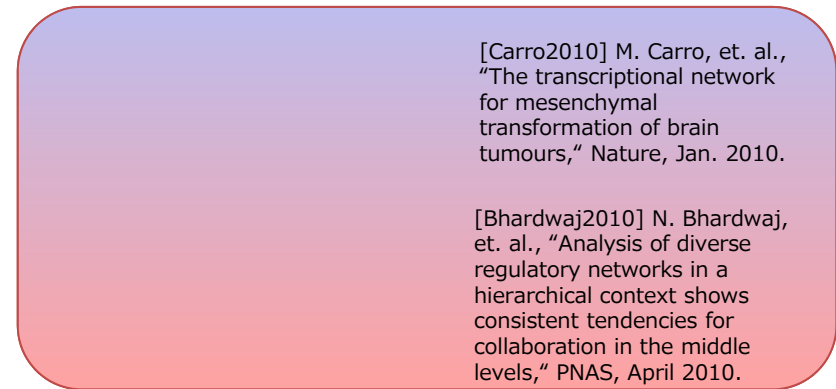 [Carro2010] M. Carro, et. al.,
“The transcriptional network
for mesenchymal
transformation of brain
tumours,“ Nature, Jan. 2010.
[Bhardwaj2010] N. Bhardwaj,
et. al., “Analysis of diverse
regulatory networks in a
hierarchical context shows
consistent tendencies for
collaboration in the middle
levels,“ PNAS, April 2010.